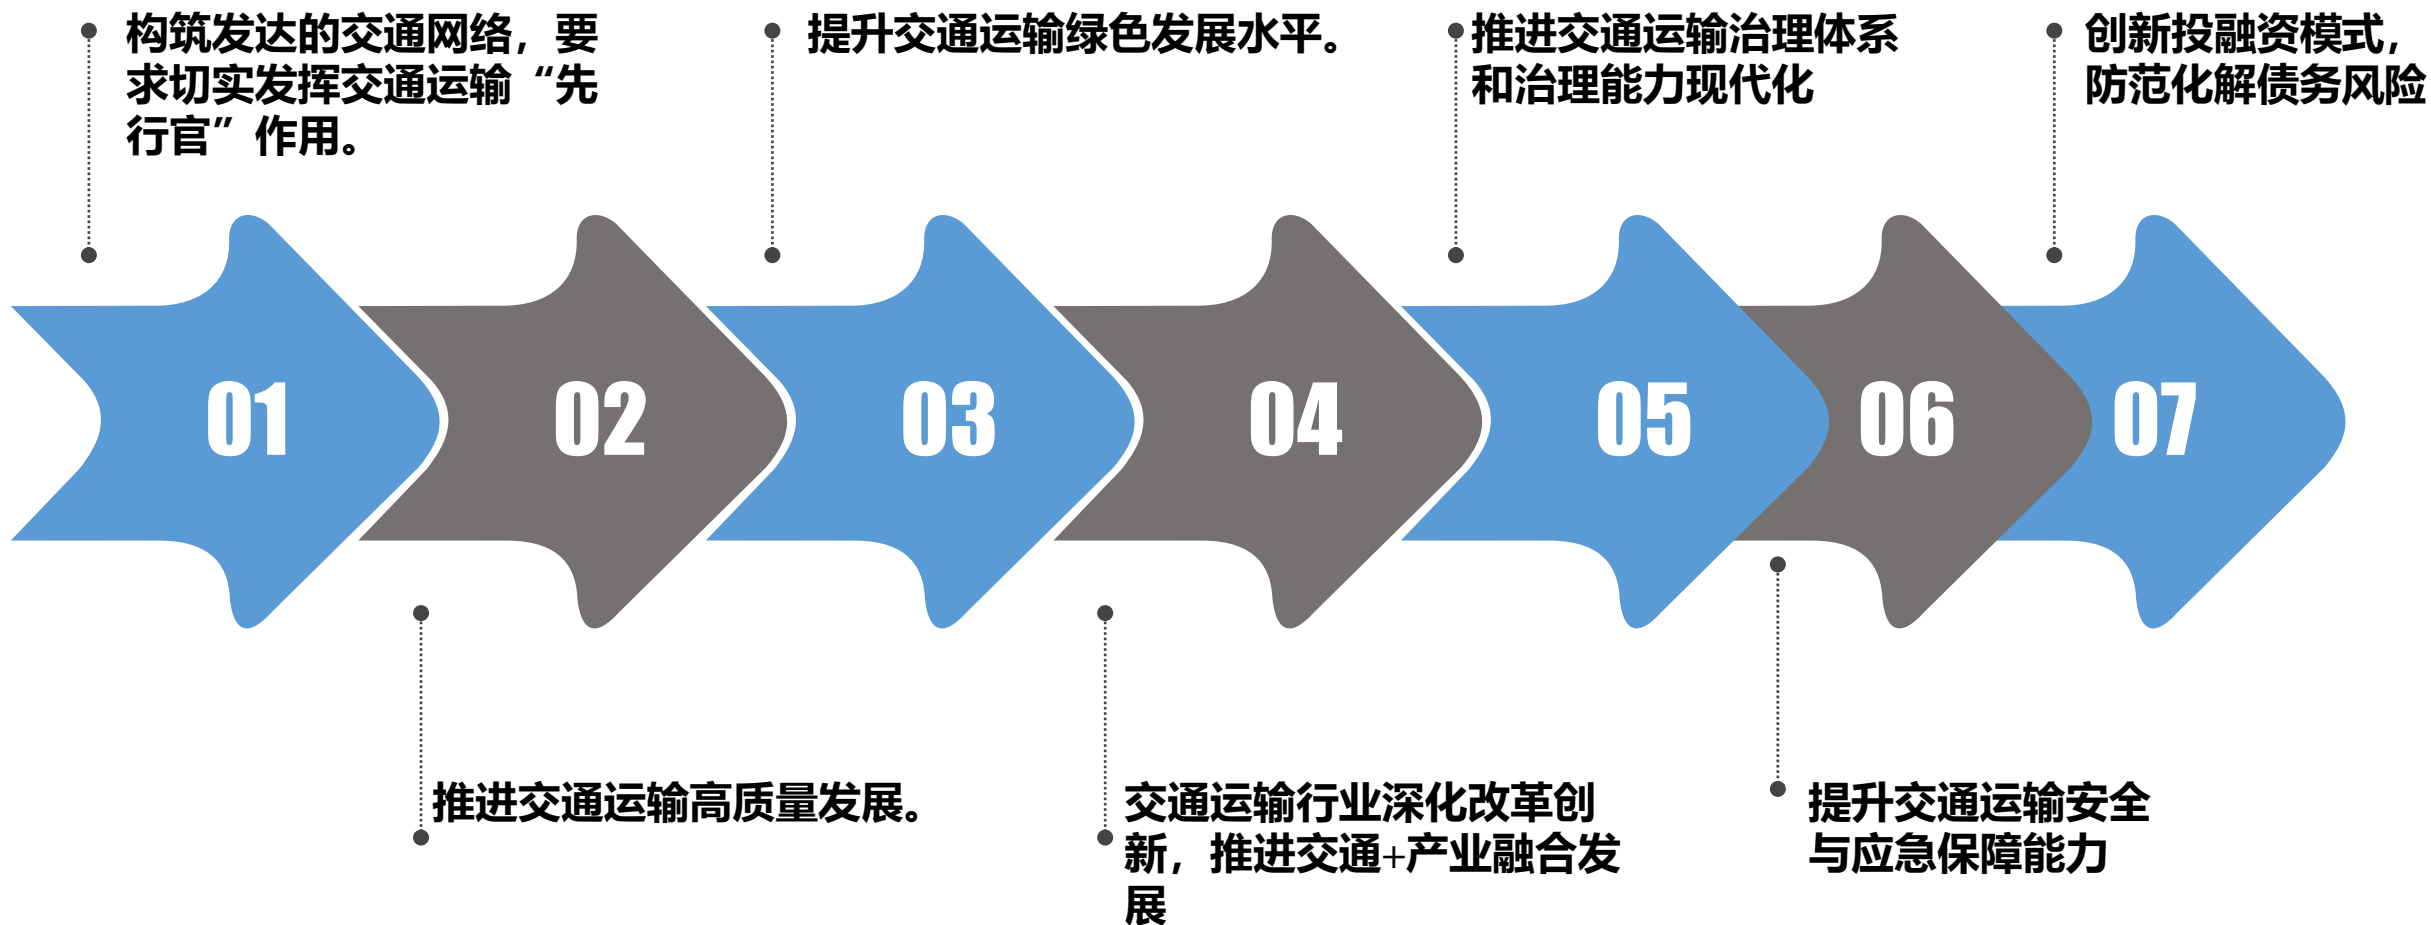 构筑发达的交通网络，要
求切实发挥交通运输“先
行官”作用。
提升交通运输绿色发展水平。
推进交通运输治理体系
和治理能力现代化
创新投融资模式，
防范化解债务风险
01
02
03
04
05
06
07
推进交通运输高质量发展。
交通运输行业深化改革创
新，推进交通+产业融合发
展
提升交通运输安全
与应急保障能力